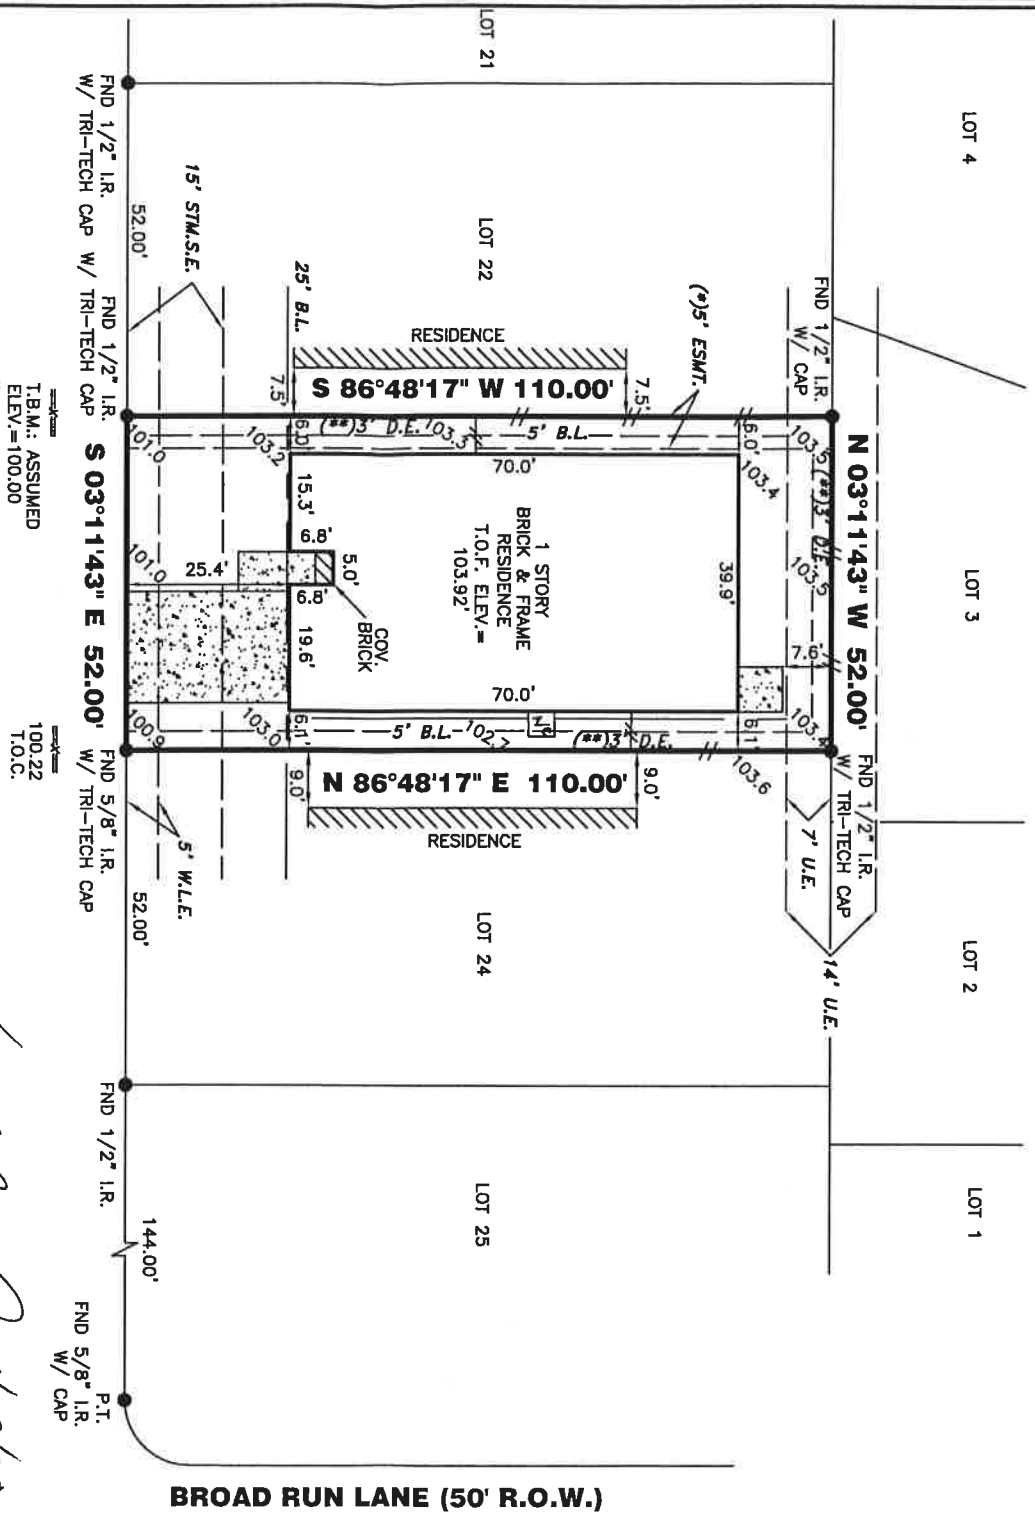 LOT 21
LOT 4
FND 1/2" I.R.
W/ TRI-TECH CAP
52.00'
15' STM.S.E.
LOT 22
25' B.L.
RESIDENCE
(*)5' ESMT.
FND 1/2" I.R.
W/ CAP
FND 1/2" I.R.
W/ TRI-TECH CAP
7.5'
S 86°48'17" W 110.00'
7.5'
T.B.M.: ASSUMED
ELEV.=100.00
S 03°11'43" E 52.00'
N 03°11'43" W 52.00'
LOT 3
101.0
103.2
6.0'
(**)3' D.E.
103.3
5' B.L.
6.0'
103.5
(**)3' D.E.
103.4
70.0'
15.3'
6.8'
5.0'
6.8'
25.4'
101.0
1 STORY
BRICK & FRAME
RESIDENCE
T.O.F. ELEV.=
103.92'
39.9'
103.5
COV.
BRICK
19.6'
70.0'
7.6'
100.9
103.0
6.1'
5' B.L.
102.7
A/C
(**)3' D.E.
6.1'
103.4
103.6
100.22
T.O.C.
FND 5/8" I.R.
W/ TRI-TECH CAP
9.0'
N 86°48'17" E 110.00'
9.0'
FND 1/2" I.R.
W/ TRI-TECH CAP
RESIDENCE
5' W.L.E.
7' U.E.
14' U.E.
52.00'
LOT 24
LOT 2
FND 1/2" I.R.
144.00'
LOT 25
LOT 1
P.T.
FND 5/8" I.R.
W/ CAP
BROAD RUN LANE (50' R.O.W.)